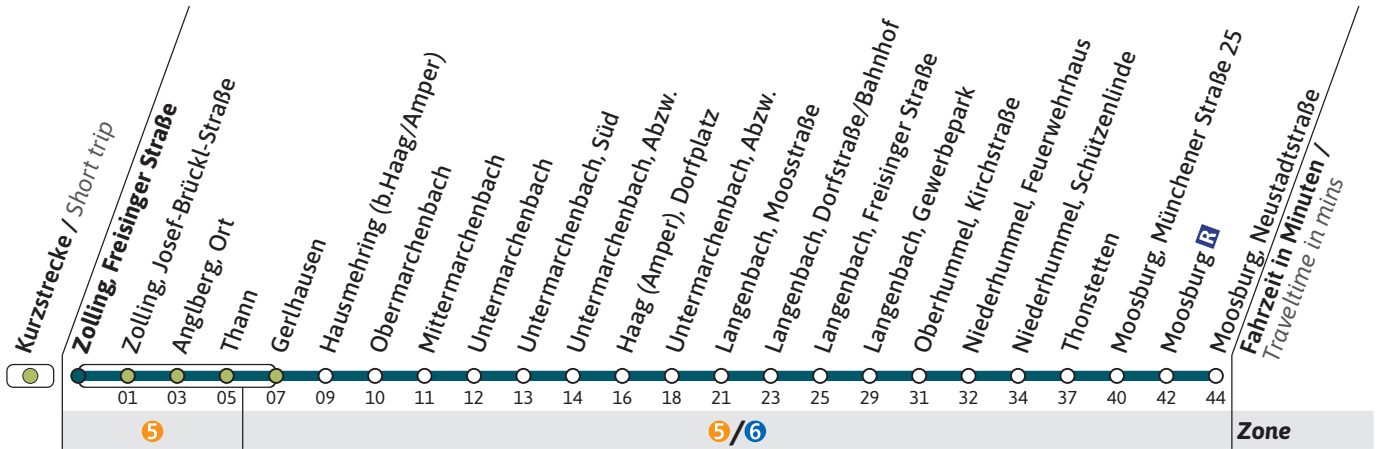 Kurzstrecke / Short trip
Zolling, Freisinger Straße
Zolling, Josef-Brückl-Straße
Anglberg, Ort
Thann
Gerlhausen
Hausmehring (b.Haag/Amper)
Obermarchenbach
Mittermarchenbach
Untermarchenbach
Untermarchenbach, Süd
Untermarchenbach, Abzw.
Haag (Amper), Dorfplatz
Untermarchenbach, Abzw.
Langenbach, Moosstraße
Langenbach, Dorfstraße/Bahnhof
Langenbach, Freisinger Straße
Langenbach, Gewerbepark
Oberhummel, Kirchstraße
Niederhummel, Feuerwehrhaus
Niederhummel, Schützenlinde
Thonstetten
Moosburg, Münchener Straße 25
Moosburg R
Moosburg, Neustadtstraße
Fahrzeit in Minuten /
Traveltime in mins
01 03 05 07 09 10 11 12 13 14 16 18 21 23 25 29 31 32 34 37 40 42 44
5 5/6 Zone